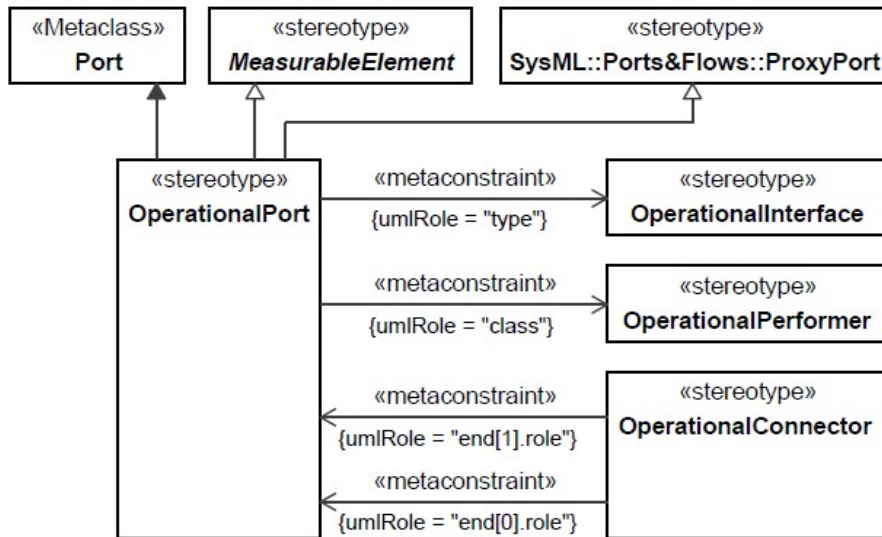 «Metaclass»
Port
«stereotype»
MeasurableElement
«stereotype»
SysML::Ports&Flows::ProxyPort
«stereotype»
OperationalPort
«metaconstraint»
{umlRole = "type"}
«stereotype»
OperationalInterface
«metaconstraint»
{umlRole = "class"}
«stereotype»
OperationalPerformer
«metaconstraint»
{umlRole = "end[1].role"}
«stereotype»
OperationalConnector
«metaconstraint»
{umlRole = "end[0].role"}